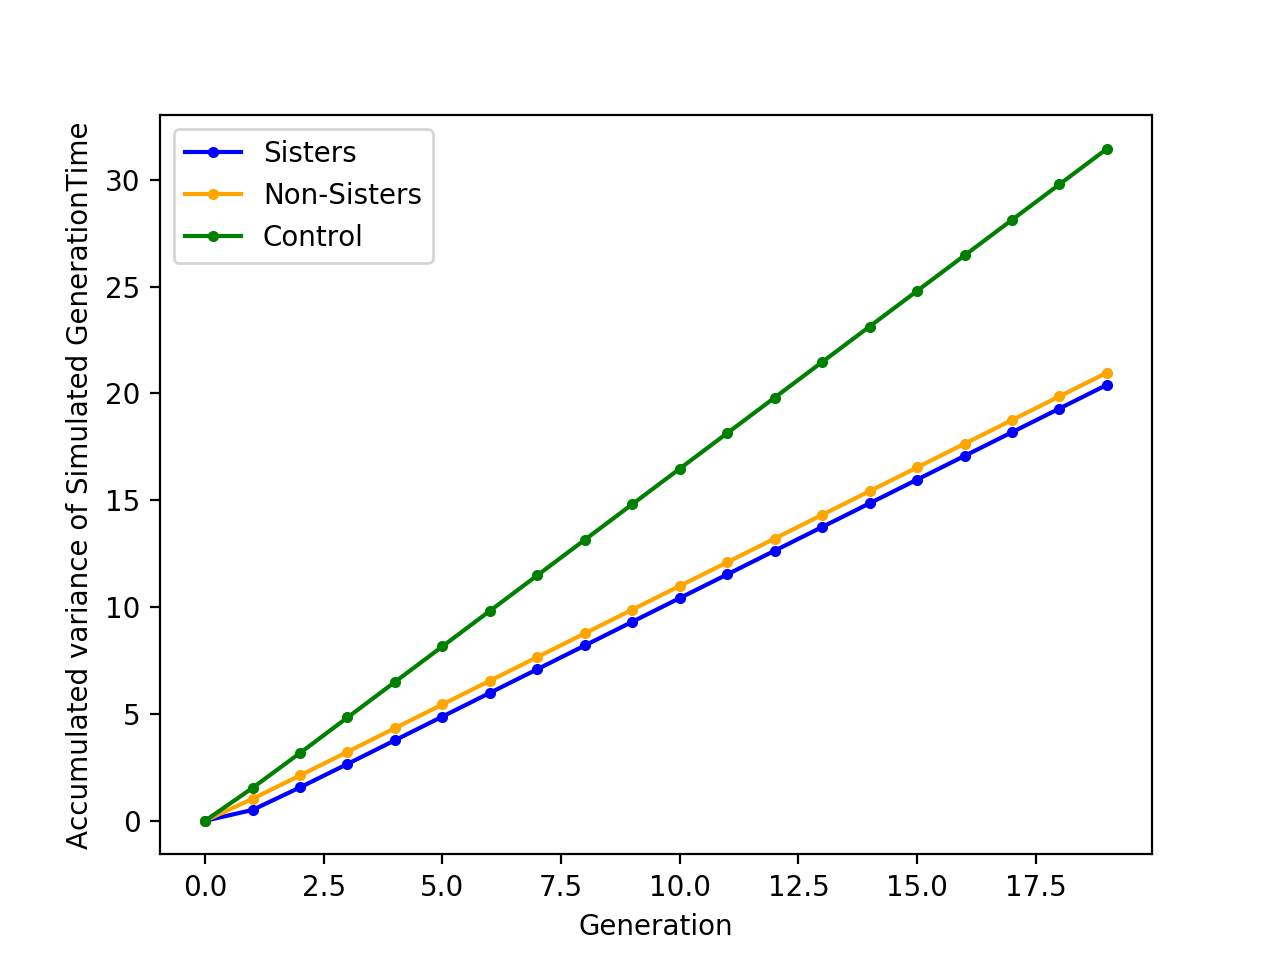 Sisters
Non-Sisters
Control
Accumulated variance of Simulated GenerationTime
30
25
20
15
10
5
0
0.0 2.5 5.0 7.5 10.0 12.5 15.0 17.5
Generation